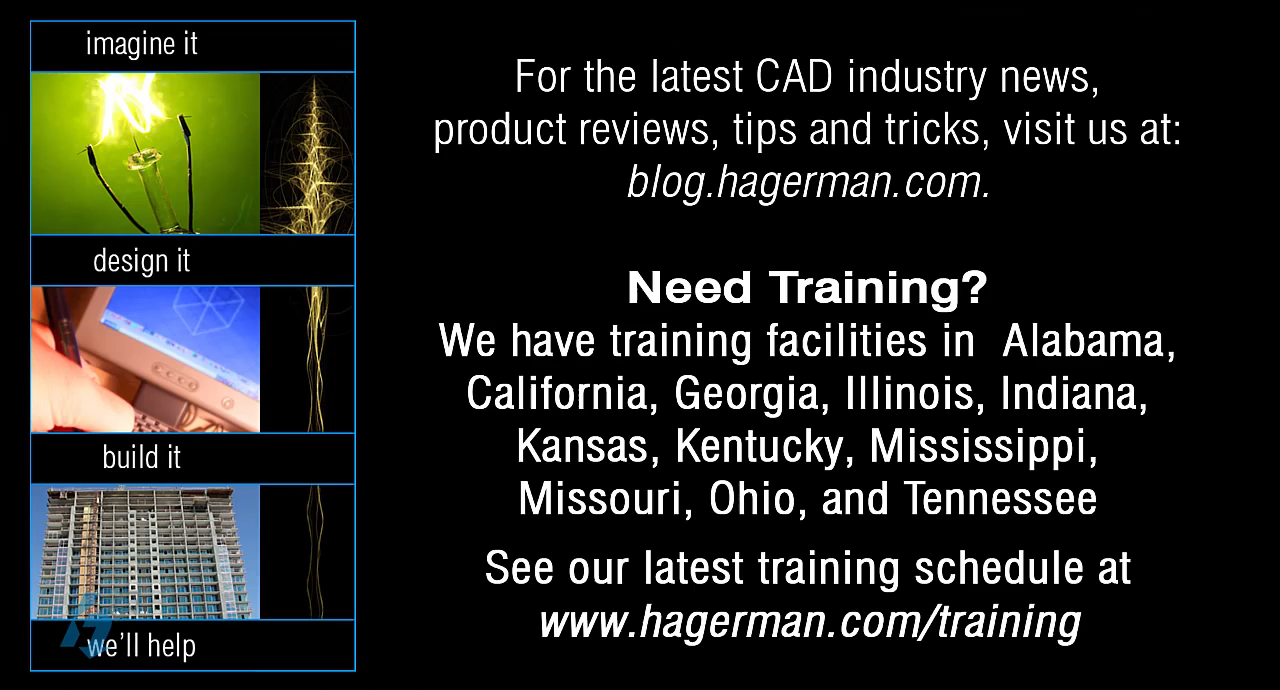 imagine it
design it
build it
we'll help
For the latest CAD industry news,
product reviews, tips and tricks, visit us at:
blog.hagerman.com.
Need Training?
We have training facilities in  Alabama,
California, Georgia, Illinois, Indiana,
Kansas, Kentucky, Mississippi,
Missouri, Ohio, and Tennessee
See our latest training schedule at
www.hagerman.com/training